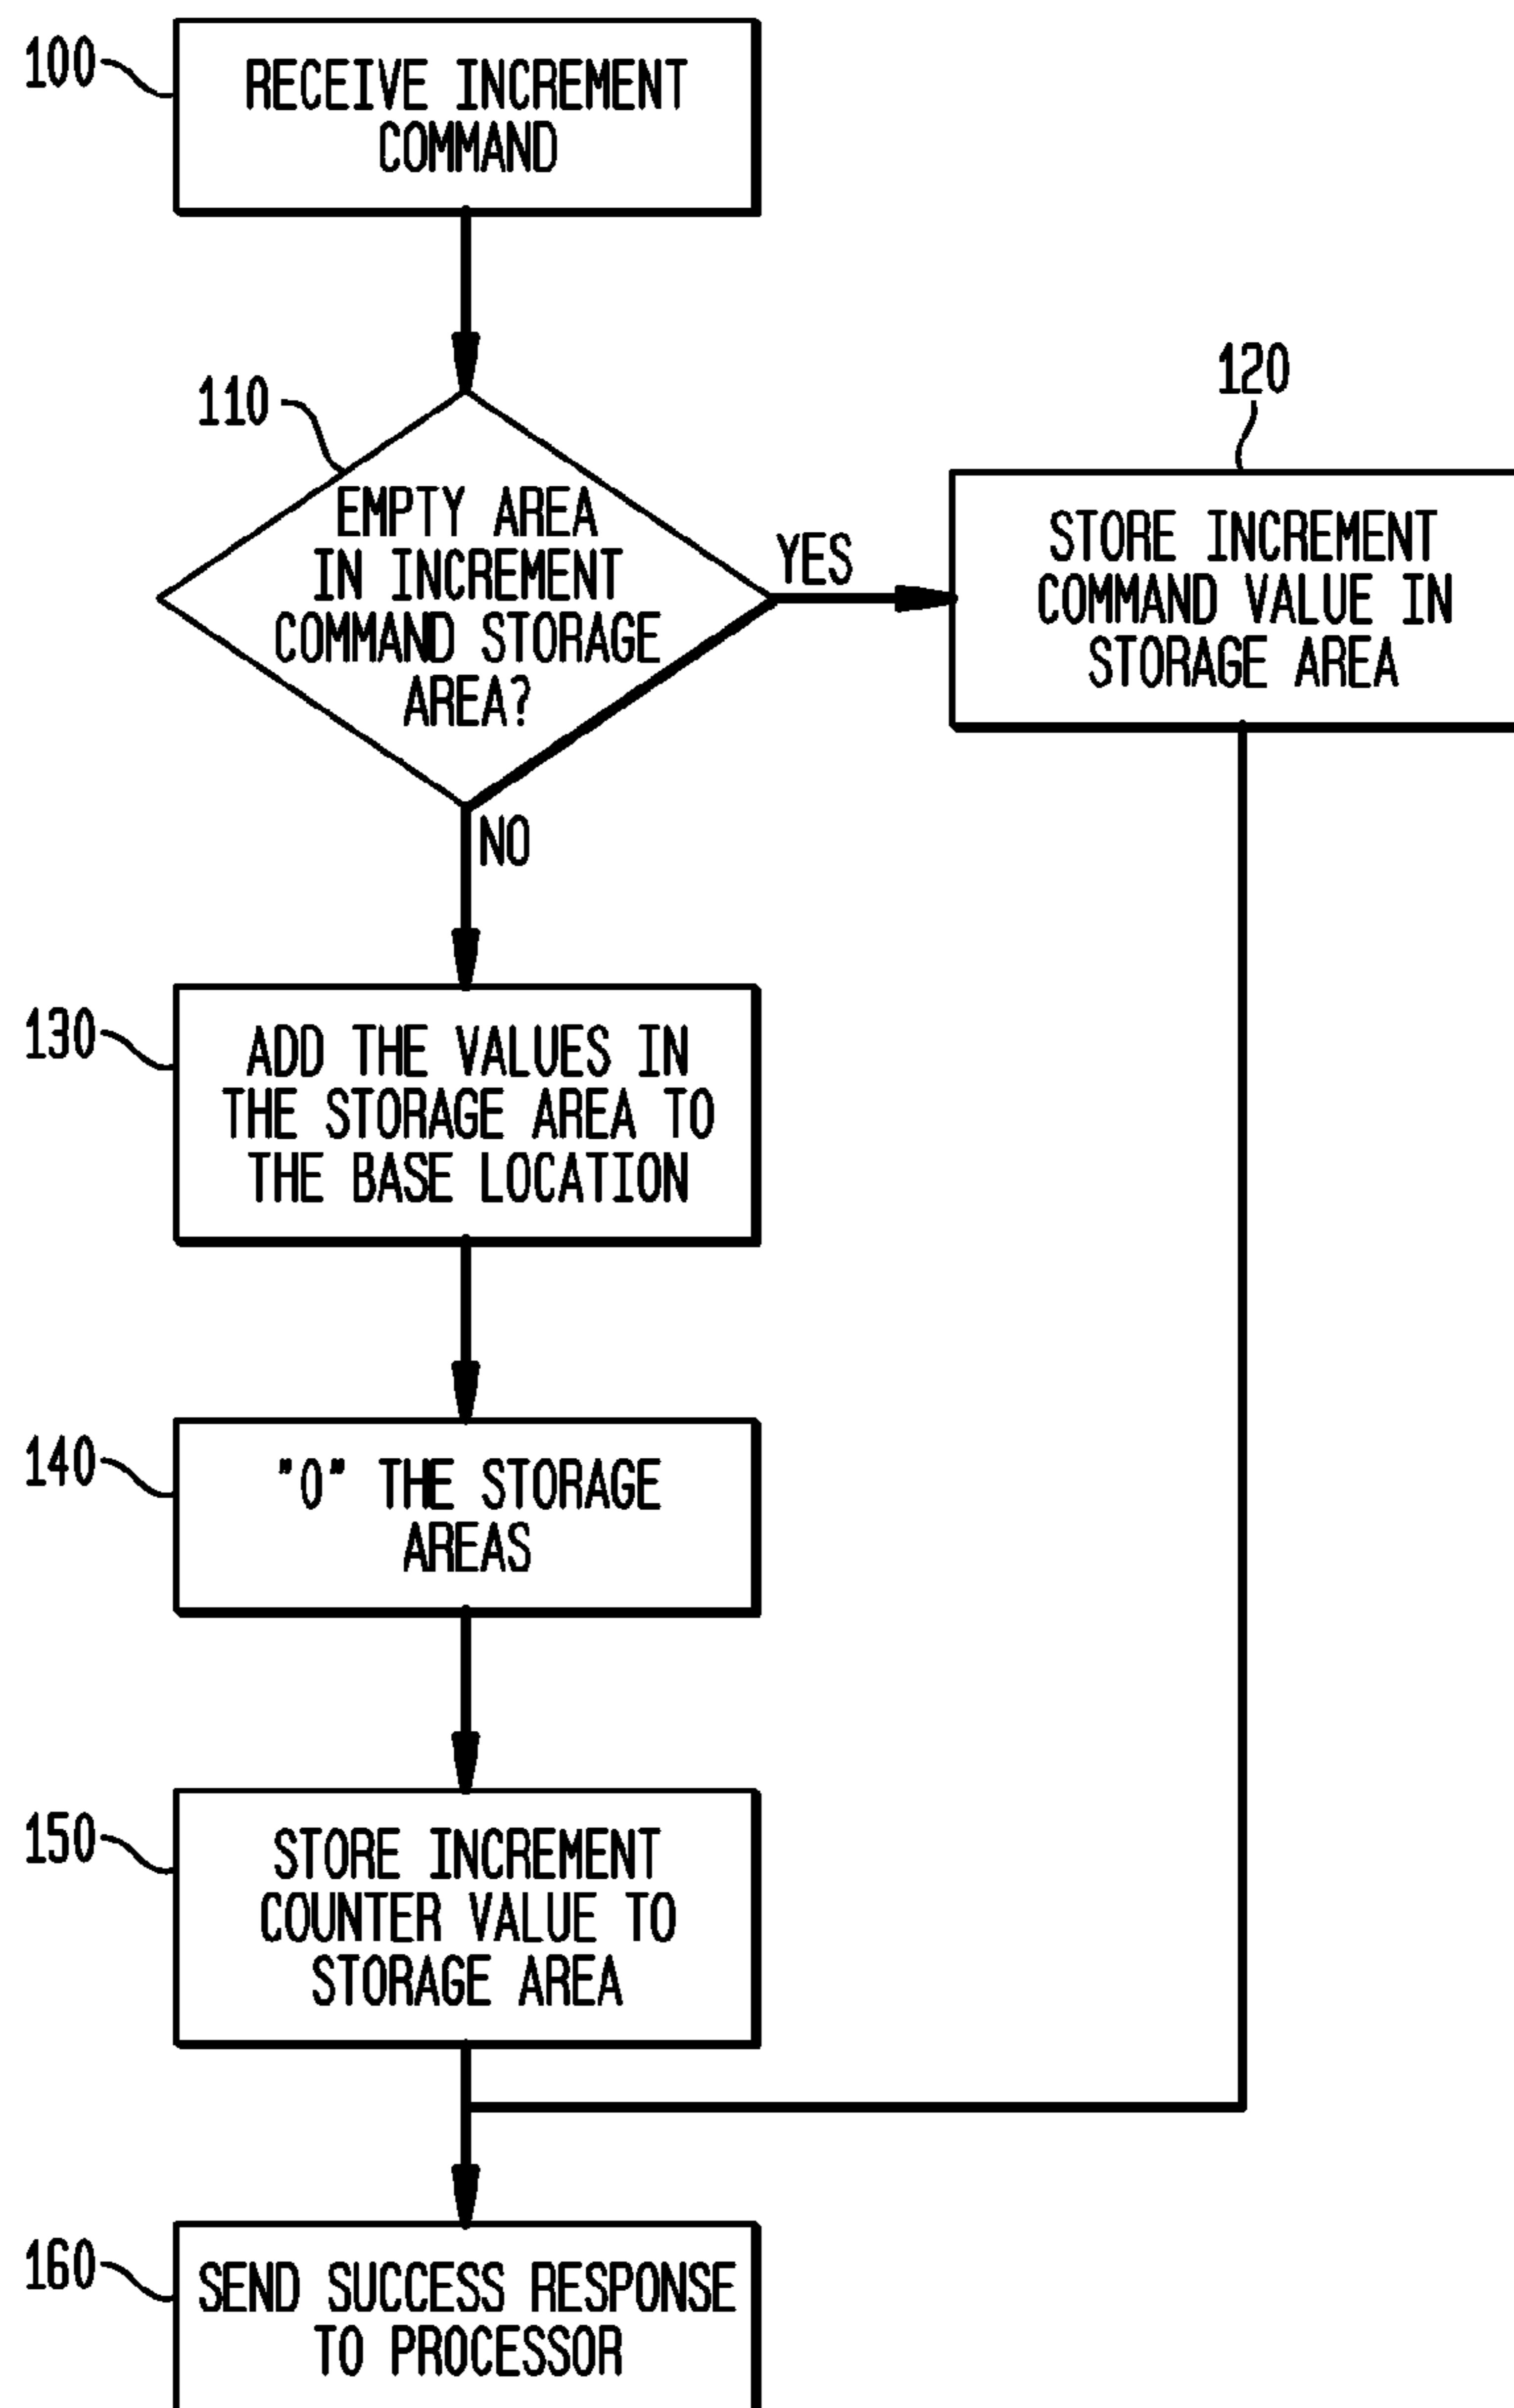 100
RECEIVE INCREMENT
COMMAND
110
EMPTY AREA
IN INCREMENT
COMMAND STORAGE
AREA?
YES
120
STORE INCREMENT
COMMAND VALUE IN
STORAGE AREA
NO
130
ADD THE VALUES IN
THE STORAGE AREA TO
THE BASE LOCATION
140
"0" THE STORAGE
AREAS
150
STORE INCREMENT
COUNTER VALUE TO
STORAGE AREA
160
SEND SUCCESS RESPONSE
TO PROCESSOR